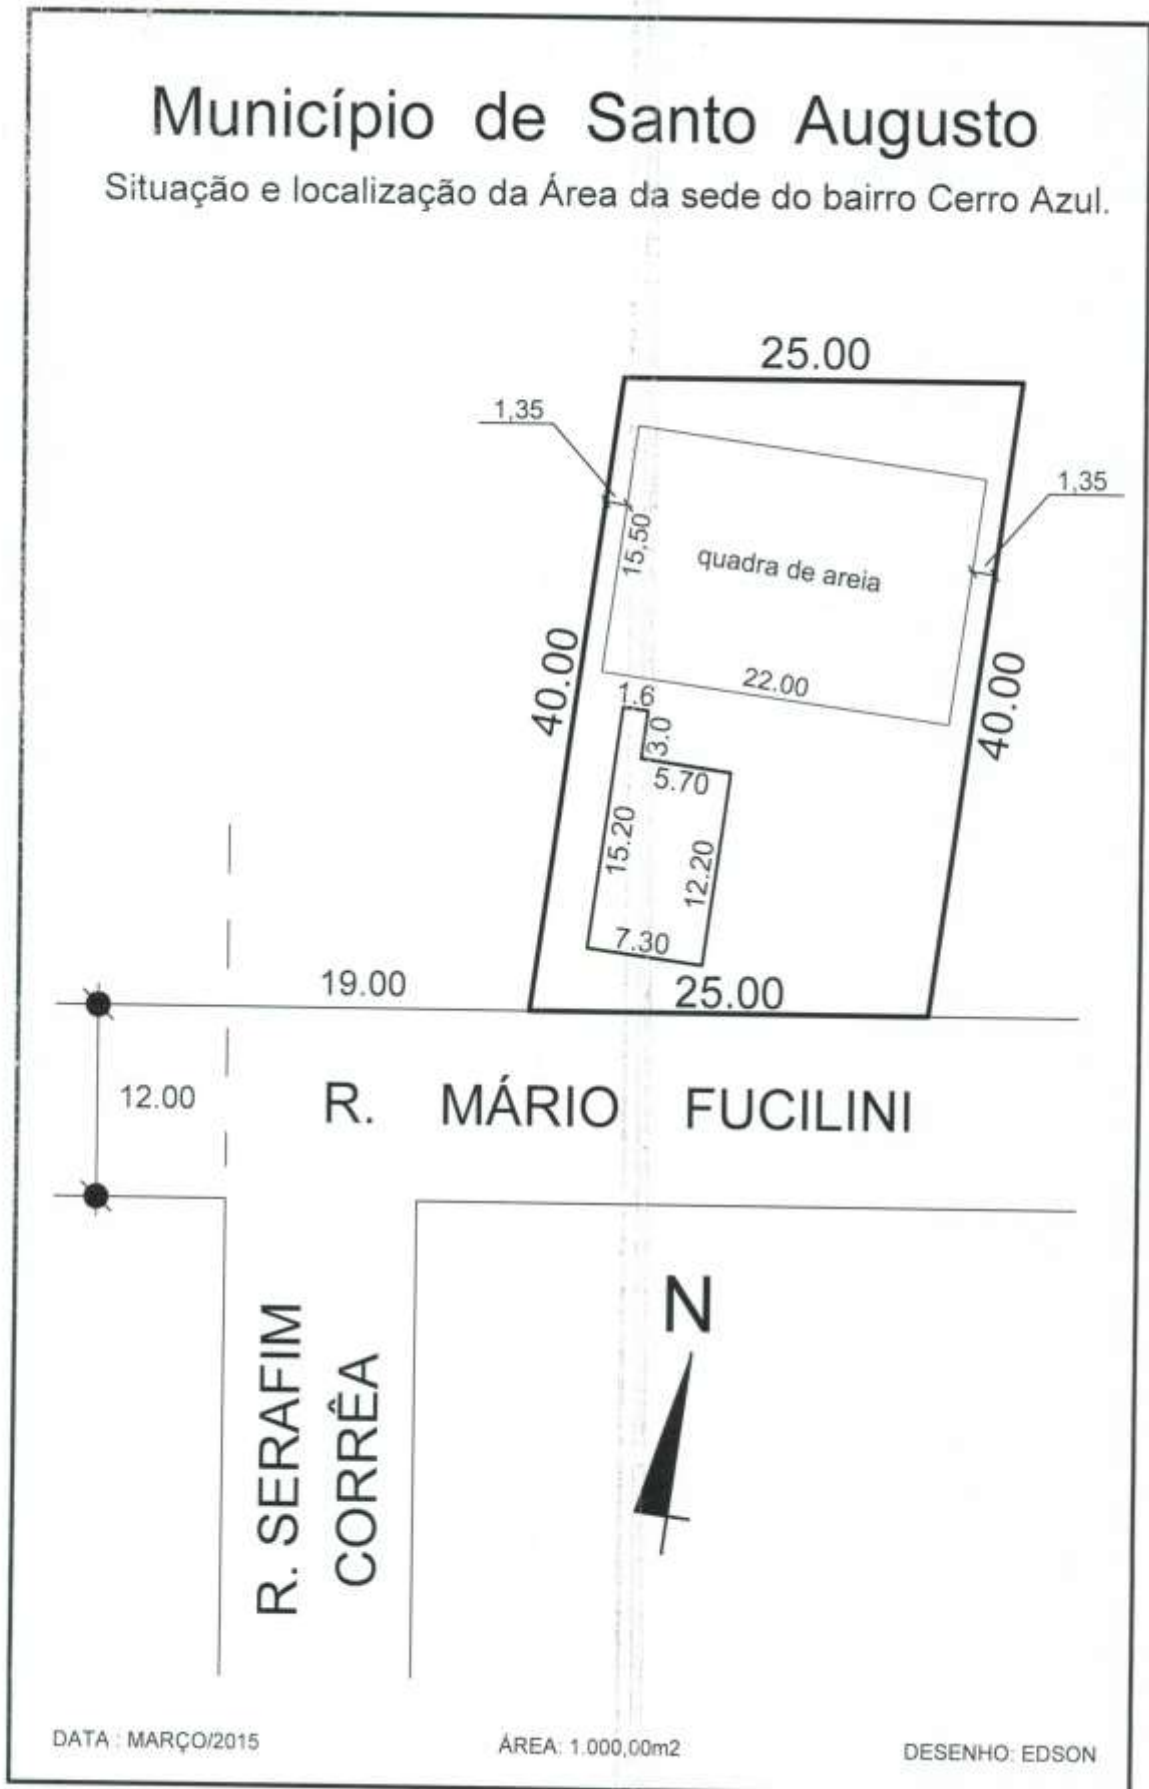 Município de Santo Augusto
Situação e localização da Área da sede do bairro Cerro Azul.
25.00
1,35
1,35
15,50
quadra de areia
40.00
22.00
40.00
1.6
3.0
5.70
15.20
12.20
7.30
19.00
25.00
12.00
R. MÁRIO FUCILINI
N
R. SERAFIM
CORRÊA
DATA : MARÇO/2015
ÁREA: 1.000,00m2
DESENHO: EDSON